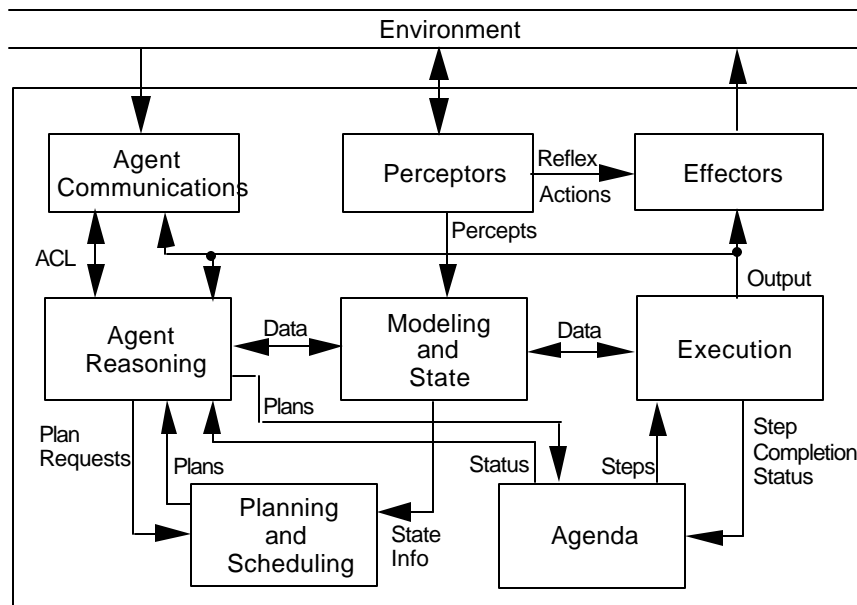 Environment
Agent
Communications
Perceptors
Reflex
Actions
Effectors
Percepts
ACL
Output
Agent
Reasoning
Data
Modeling
and
State
Data
Execution
Plans
Plan
Requests
Plans
Status
Steps
Step
Completion
Status
Planning
and
Scheduling
State
Info
Agenda